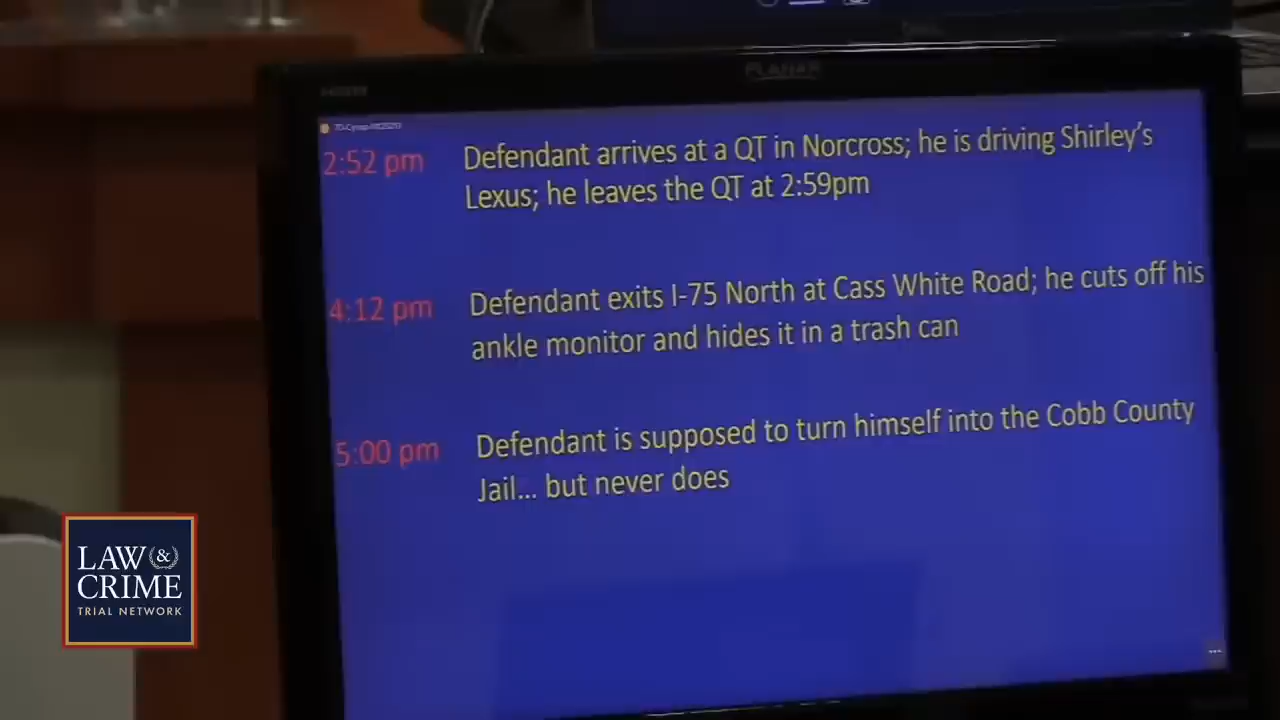 PLANAR
2:52 pm
Defendant arrives at a QT in Norcross; he is driving Shirley's
Lexus; he leaves the QT at 2:59pm
4:12 pm
Defendant exits I-75 North at Cass White Road; he cuts off his
ankle monitor and hides it in a trash can
5:00 pm
Defendant is supposed to turn himself into the Cobb County
Jail... but never does
LAW &
CRIME
TRIAL NETWORK